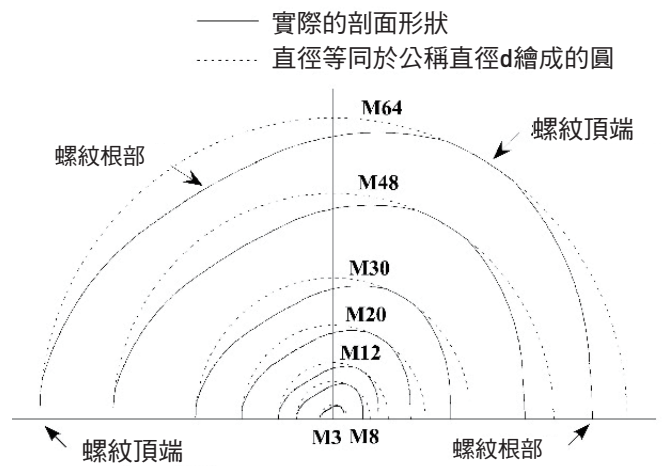 實際的剖面形狀
直徑等同於公稱直徑d繪成的圓
M64
螺紋頂端
螺紋根部
M48
M30
M20
M12
M3 M8
螺紋頂端
螺紋根部